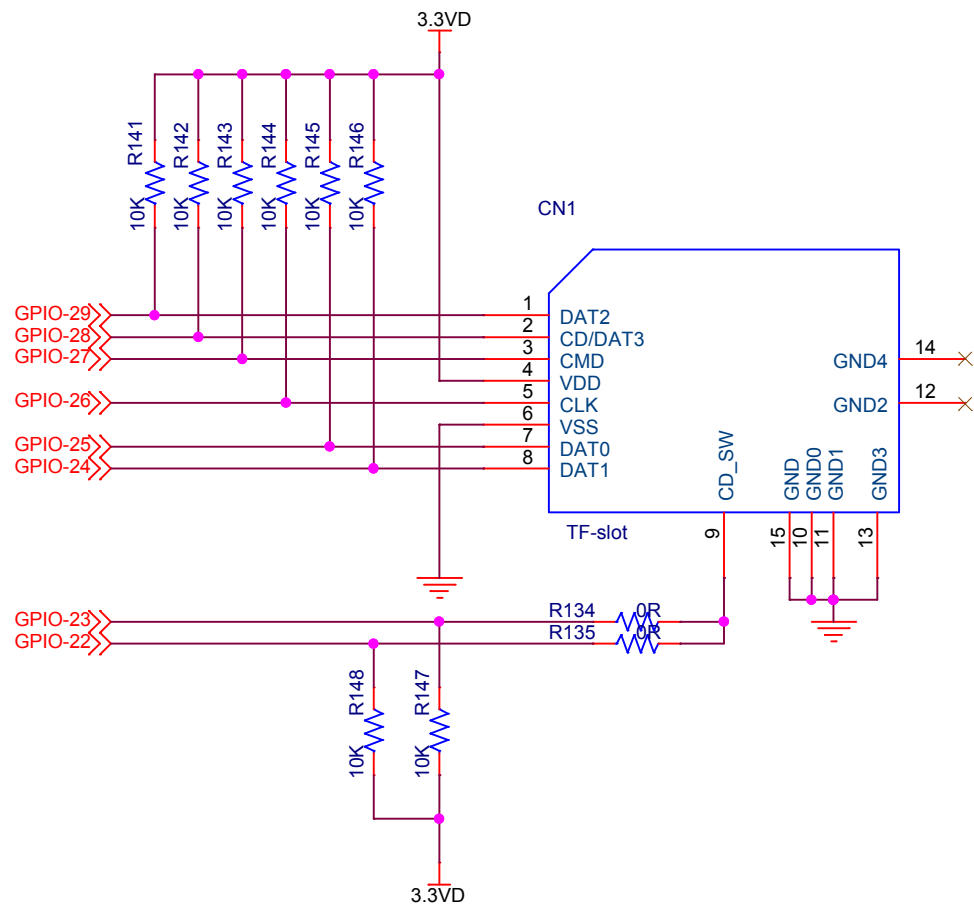 3.3VD
R141
R142
R143
R144
R145
R146
10K
10K
10K
10K
10K
10K
CN1
GPIO-29
1
DAT2
GPIO-28
2
CD/DAT3
GPIO-27
3
CMD
GND4
14
4
VDD
GPIO-26
5
CLK
GND2
12
6
VSS
GPIO-25
7
DAT0
GPIO-24
8
DAT1
CD_SW
GND
GND0
GND1
GND3
TF-slot
9
15
10
11
13
GPIO-23
R134
0R
GPIO-22
R135
0R
R148
R147
10K
10K
3.3VD